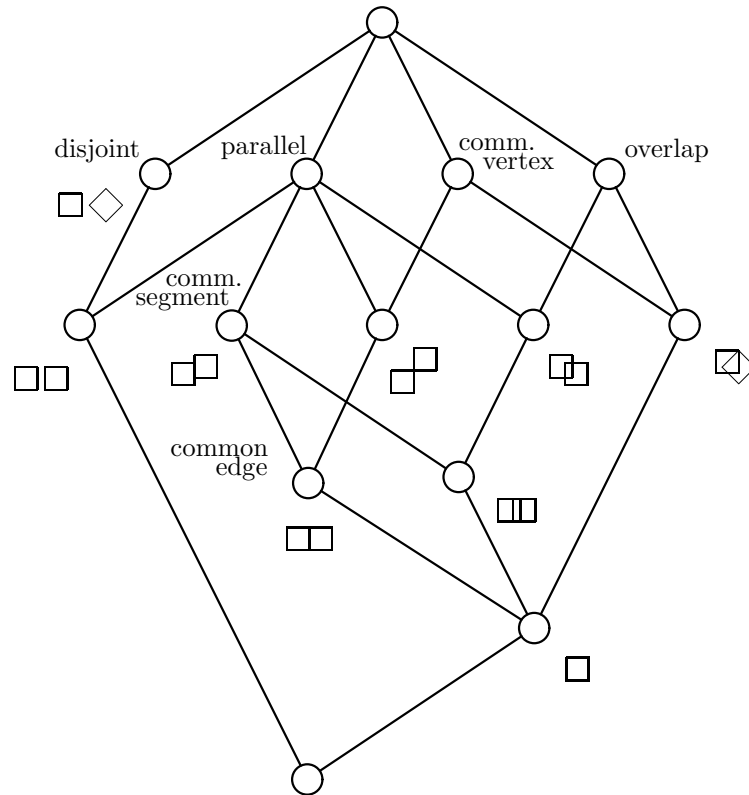 disjoint
parallel
comm.
vertex
overlap
comm.
segment
common
edge